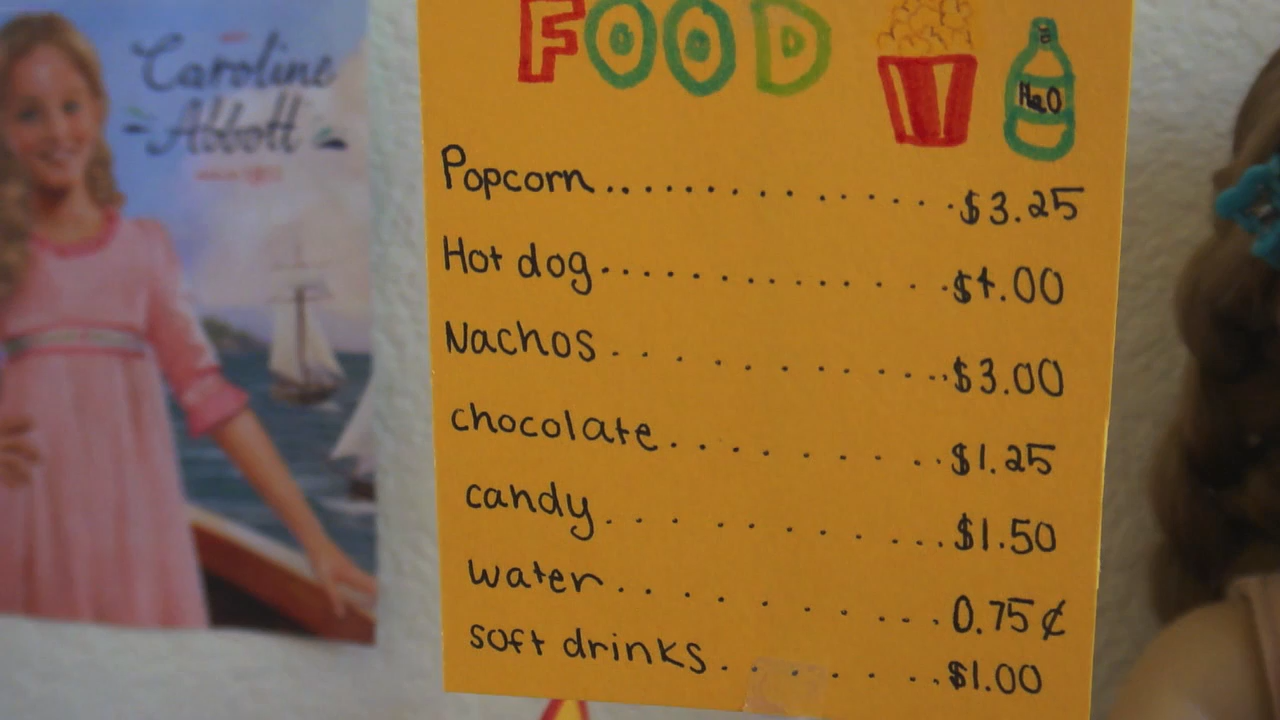 Caroline
Abbott
FOOD
H2O
Popcorn.................$3.25
Hot dog...............$4.00
Nachos............$3.00
chocolate..........$1.25
candy............$1.50
water.........0.75¢
soft drinks.........$1.00